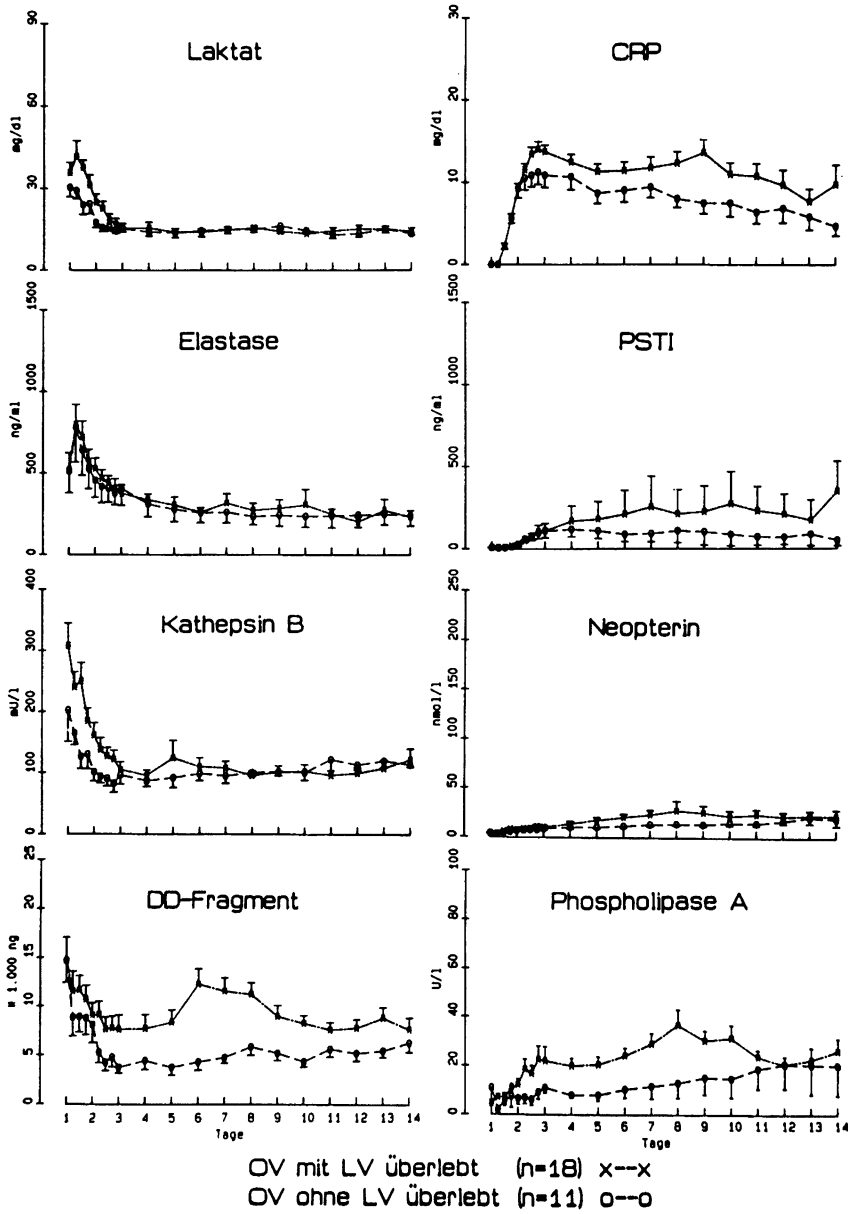 Laktat
mg/dl
90
60
30
0
CRP
mg/dl
30
20
10
0
Elastase
ng/ml
1500
1000
500
0
PSTI
ng/ml
1500
1000
500
0
Kathepsin B
mU/l
400
300
200
100
0
Neopterin
nmol/l
250
200
150
100
50
0
DD-Fragment
* 1.000 ng
25
20
15
10
5
0
1 2 3 4 5 6 7 8 9 10 11 12 13 14
Tage
Phospholipase A
U/l
100
80
60
40
20
0
1 2 3 4 5 6 7 8 9 10 11 12 13 14
Tage
OV mit LV überlebt (n=18) x--x
OV ohne LV überlebt (n=11) o--o